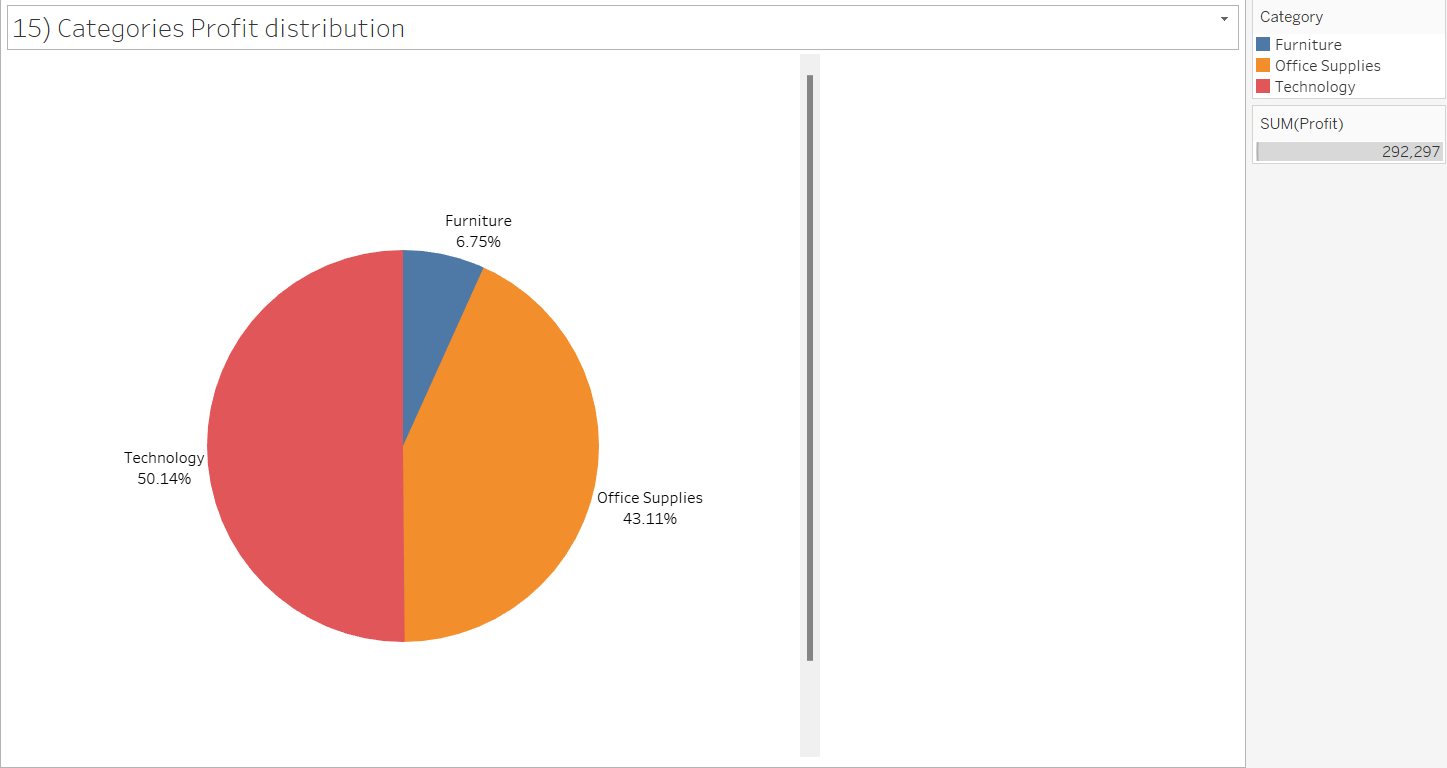 15) Categories Profit distribution
Category
Furniture
Office Supplies
Technology
SUM(Profit)
292,297
Furniture
6.75%
Technology
50.14%
Office Supplies
43.11%